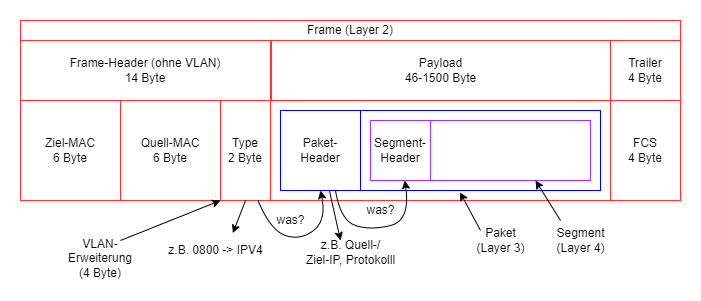 Frame (Layer 2)
Frame-Header (ohne VLAN)
14 Byte
Payload
46-1500 Byte
Trailer
4 Byte
Ziel-MAC
6 Byte
Quell-MAC
6 Byte
Type
2 Byte
Paket-
Header
Segment-
Header
FCS
4 Byte
was?
was?
VLAN-
Erweiterung
(4 Byte)
z.B. 0800 -> IPV4
z.B. Quell-/
Ziel-IP, Protokolll
Paket
(Layer 3)
Segment
(Layer 4)